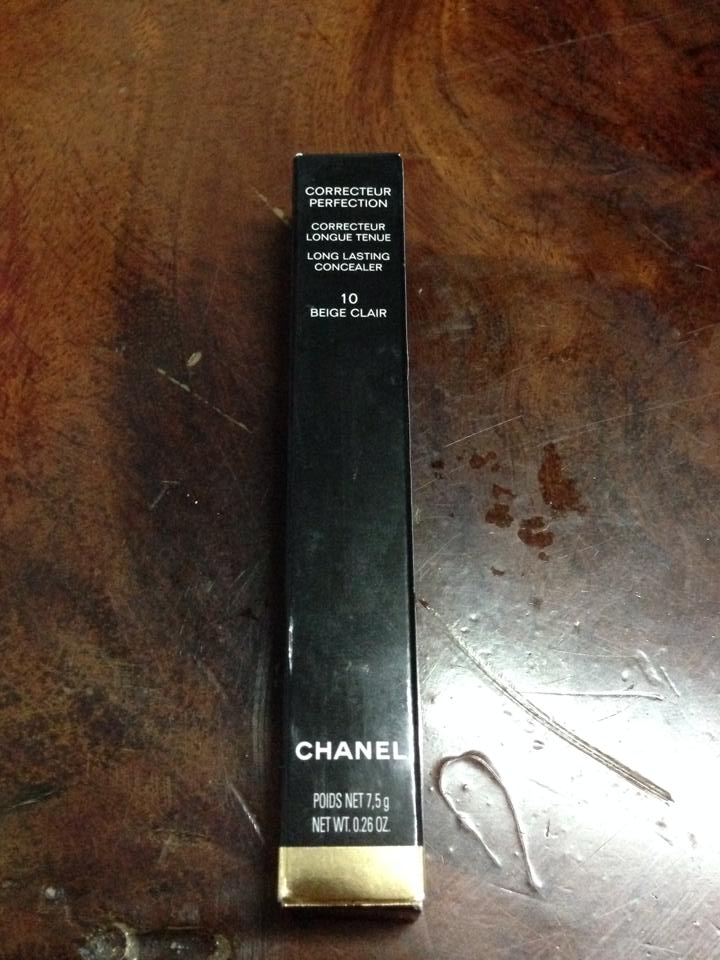 CORRECTEUR
PERFECTION
CORRECTEUR
LONGUE TENUE
LONG LASTING
CONCEALER
10
BEIGE CLAIR
CHANEL
POIDS NET 7,5 g
NET WT. 0.26 OZ.